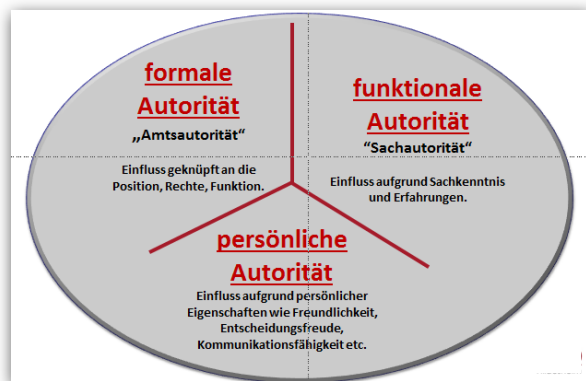 formale
Autorität
„Amtsautorität“
Einfluss geknüpft an die
Position, Rechte, Funktion.
funktionale
Autorität
“Sachautorität“
Einfluss aufgrund Sachkenntnis
und Erfahrungen.
persönliche
Autorität
Einfluss aufgrund persönlicher
Eigenschaften wie Freundlichkeit,
Entscheidungsfreude,
Kommunikationsfähigkeit etc.